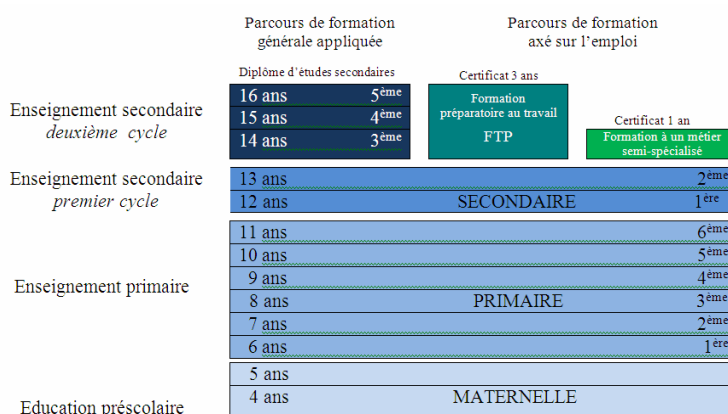 Parcours de formation
générale appliquée
Parcours de formation
axé sur l'emploi
Diplôme d'études secondaires
Certificat 3 ans
Enseignement secondaire
deuxième cycle
16 ans 5ème
15 ans 4ème
14 ans 3ème
Formation
préparatoire au travail
FTP
Certificat 1 an
Formation à un métier
semi-spécialisé
Enseignement secondaire
premier cycle
13 ans 2ème
12 ans SECONDAIRE 1ère
Enseignement primaire
11 ans 6ème
10 ans 5ème
9 ans 4ème
8 ans PRIMAIRE 3ème
7 ans 2ème
6 ans 1ère
Education préscolaire
5 ans
4 ans MATERNELLE